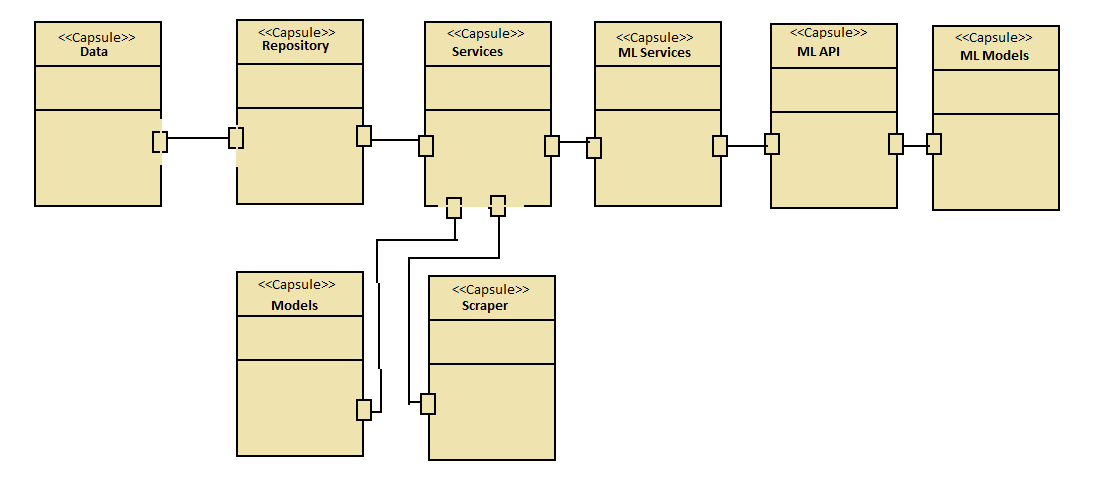 <<Capsule>>
Data
<<Capsule>>
Repository
<<Capsule>>
Services
<<Capsule>>
ML Services
<<Capsule>>
ML API
<<Capsule>>
ML Models
<<Capsule>>
Models
<<Capsule>>
Scraper